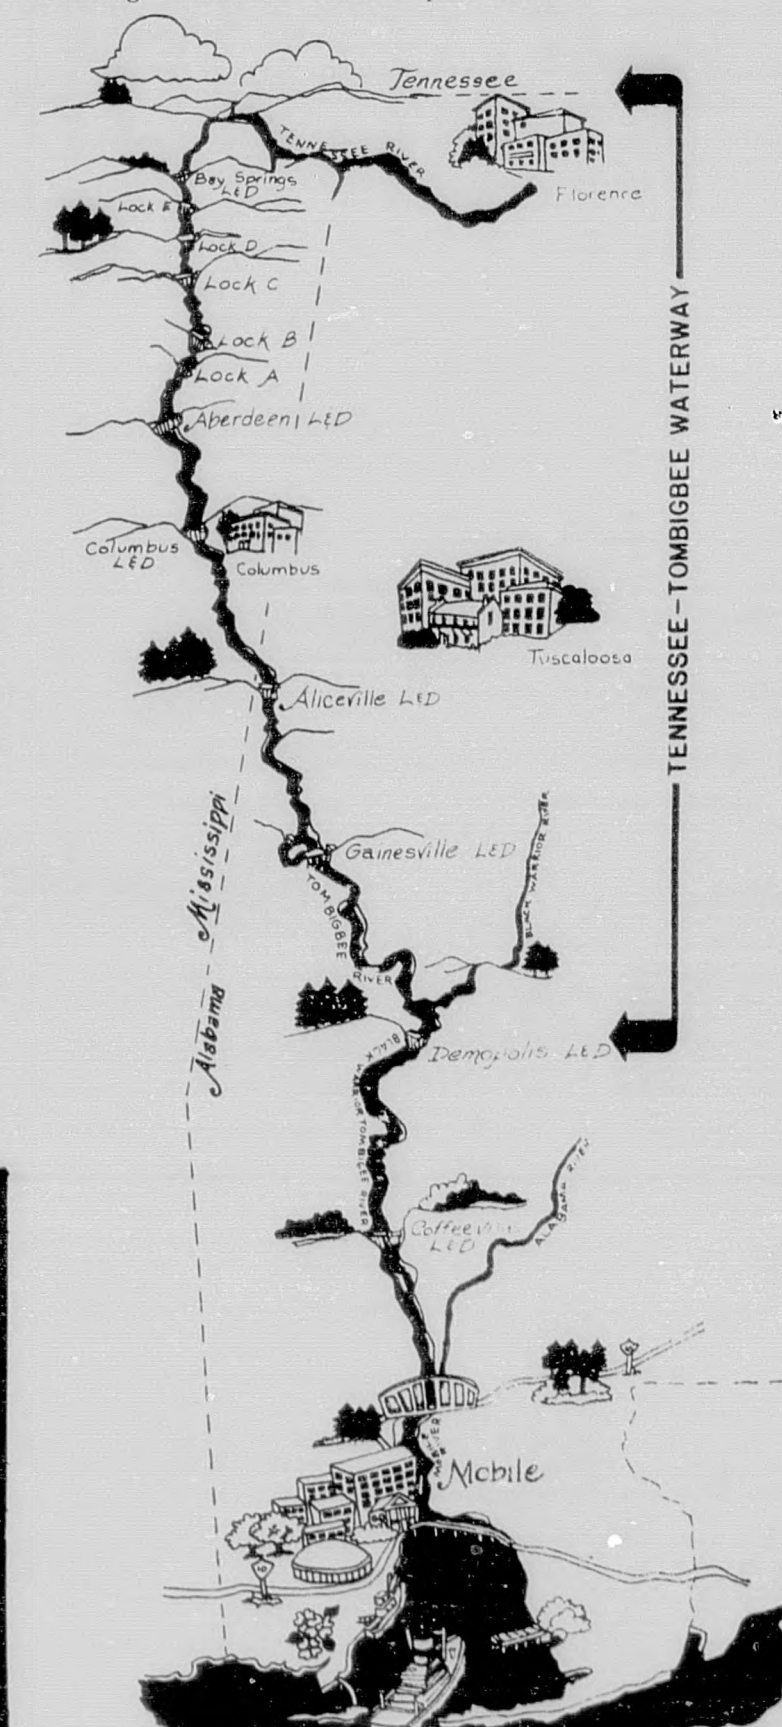 Tennessee
TENNESSEE RIVER
Florence
Bay Springs
L&D
Lock E
Lock D
Lock C
Lock B
Lock A
Aberdeen L&D
Columbus
L&D
Columbus
Tuscaloosa
TENNESSEE-TOMBIGBEE WATERWAY
Aliceville L&D
Mississippi
Alabama
Gainesville L&D
BLACK WARRIOR RIVER
TOMBIGBEE
RIVER
Demopolis L&D
BLACK WARRIOR TOMBIGBEE RIVER
Coffeeville
L&D
ALABAMA RIVER
Mobile